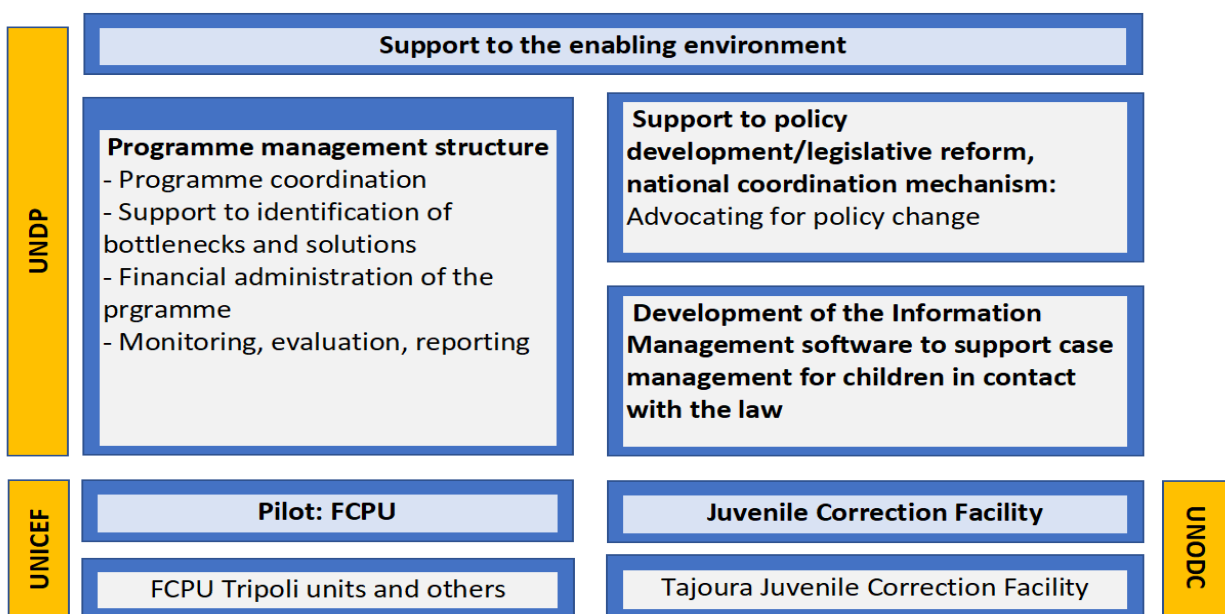 Support to the enabling environment
UNDP
Programme management structure
- Programme coordination
- Support to identification of
bottlenecks and solutions
- Financial administration of the
prgramme
- Monitoring, evaluation, reporting
Support to policy
development/legislative reform,
national coordination mechanism:
Advocating for policy change
Development of the Information
Management software to support case
management for children in contact
with the law
UNICEF
Pilot: FCPU
FCPU Tripoli units and others
Juvenile Correction Facility
Tajoura Juvenile Correction Facility
UNODC